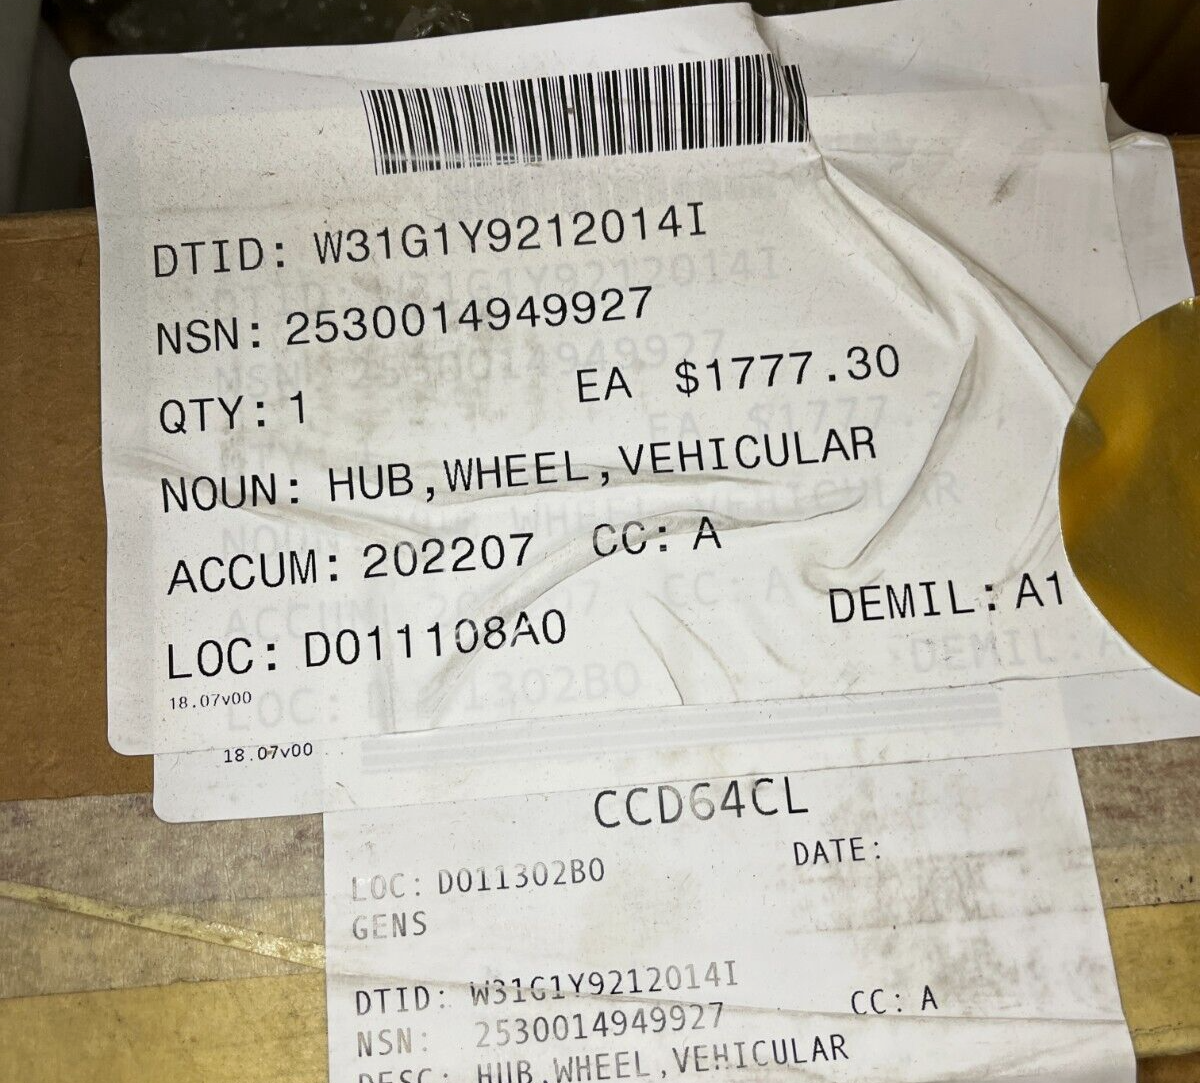 DTID: W31G1Y9212014I
NSN: 2530014949927
QTY: 1 EA $1777.30
NOUN: HUB,WHEEL,VEHICULAR
ACCUM: 202207 CC: A
LOC: D011108A0 DEMIL: A1
18.07v00
18.07v00
CCD64CL
LOC: D011302B0 DATE:
GENS
DTID: W31G1Y9212014I
NSN: 2530014949927 CC: A
DESC: HUB,WHEEL,VEHICULAR